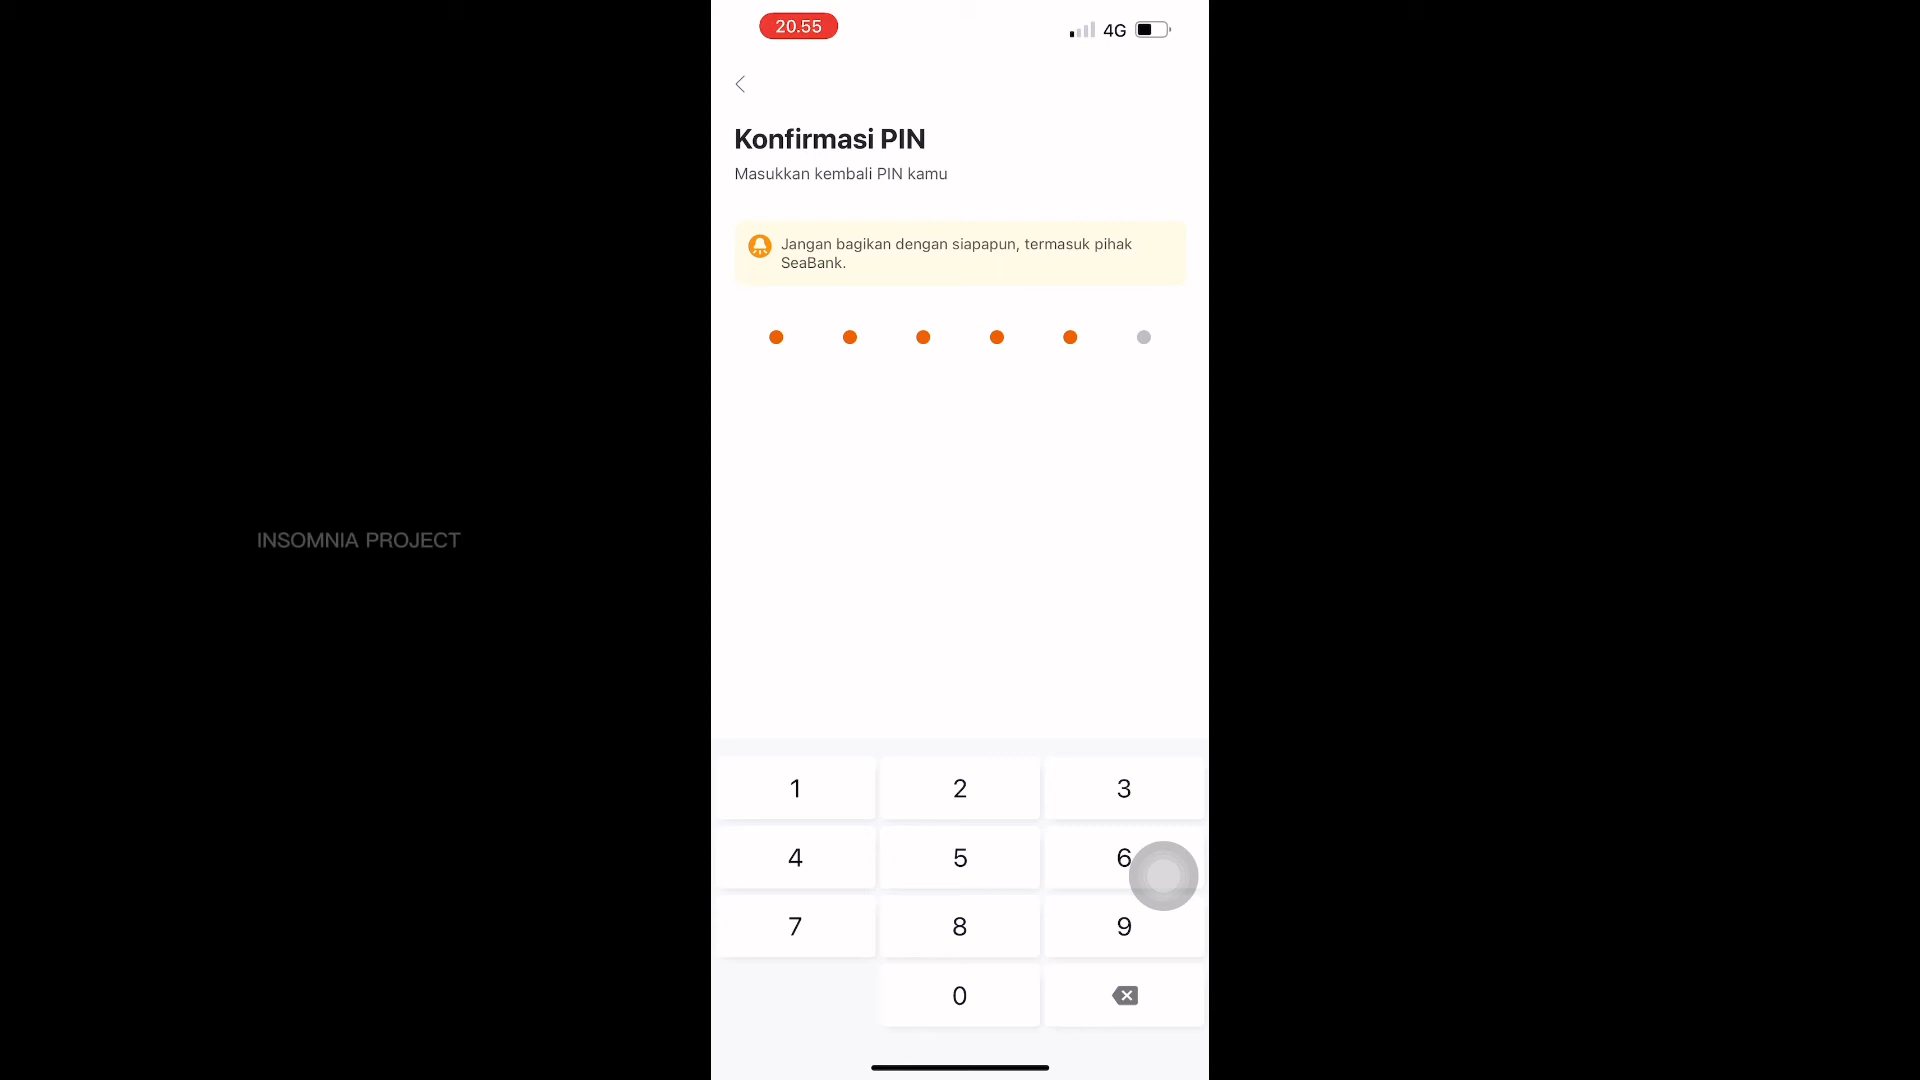 20.55
4G
Konfirmasi PIN
Masukkan kembali PIN kamu
Jangan bagikan dengan siapapun, termasuk pihak
SeaBank.
INSOMNIA PROJECT
1 2 3
4 5 6
7 8 9
0